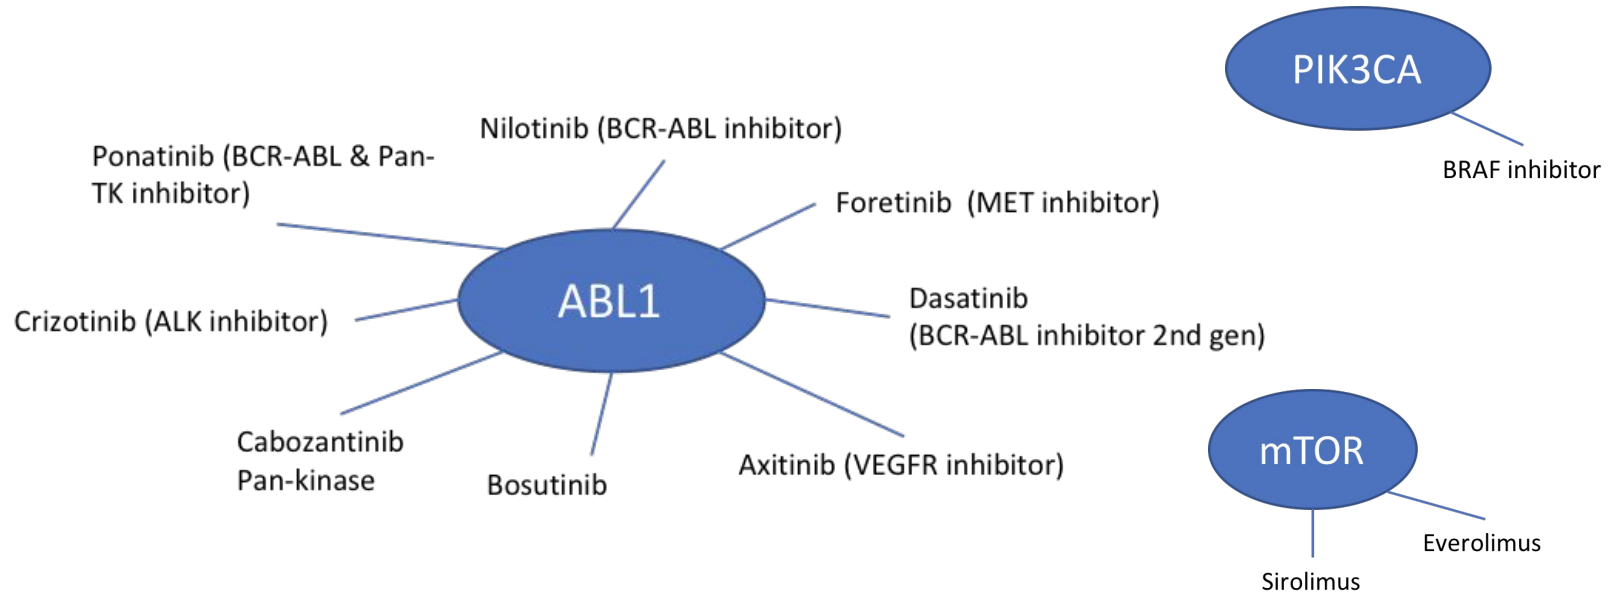 PIK3CA
BRAF inhibitor
Nilotinib (BCR-ABL inhibitor)
Ponatinib (BCR-ABL & Pan-
TK inhibitor)
Foretinib  (MET inhibitor)
ABL1
Dasatinib
(BCR-ABL inhibitor 2nd gen)
Crizotinib (ALK inhibitor)
Cabozantinib
Pan-kinase
Bosutinib
Axitinib (VEGFR inhibitor)
mTOR
Everolimus
Sirolimus